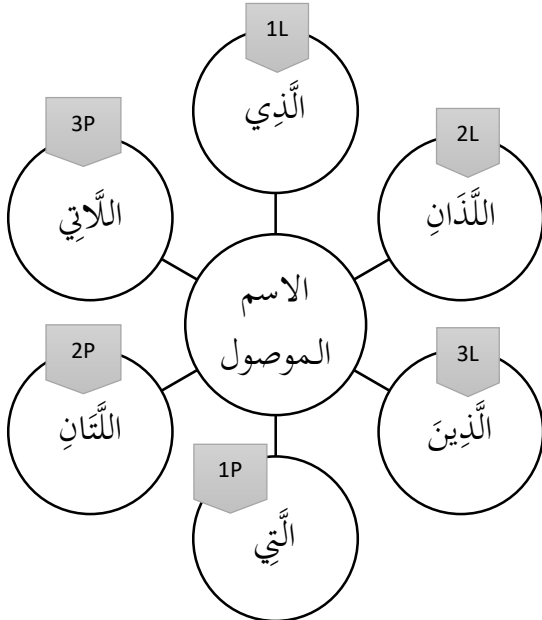 1L
الَّذِي
2L
اللَّذَانِ
3L
الَّذِينَ
1P
الَّتِي
2P
اللَّتَانِ
3P
اللَّاتِي
الاسم
الموصول